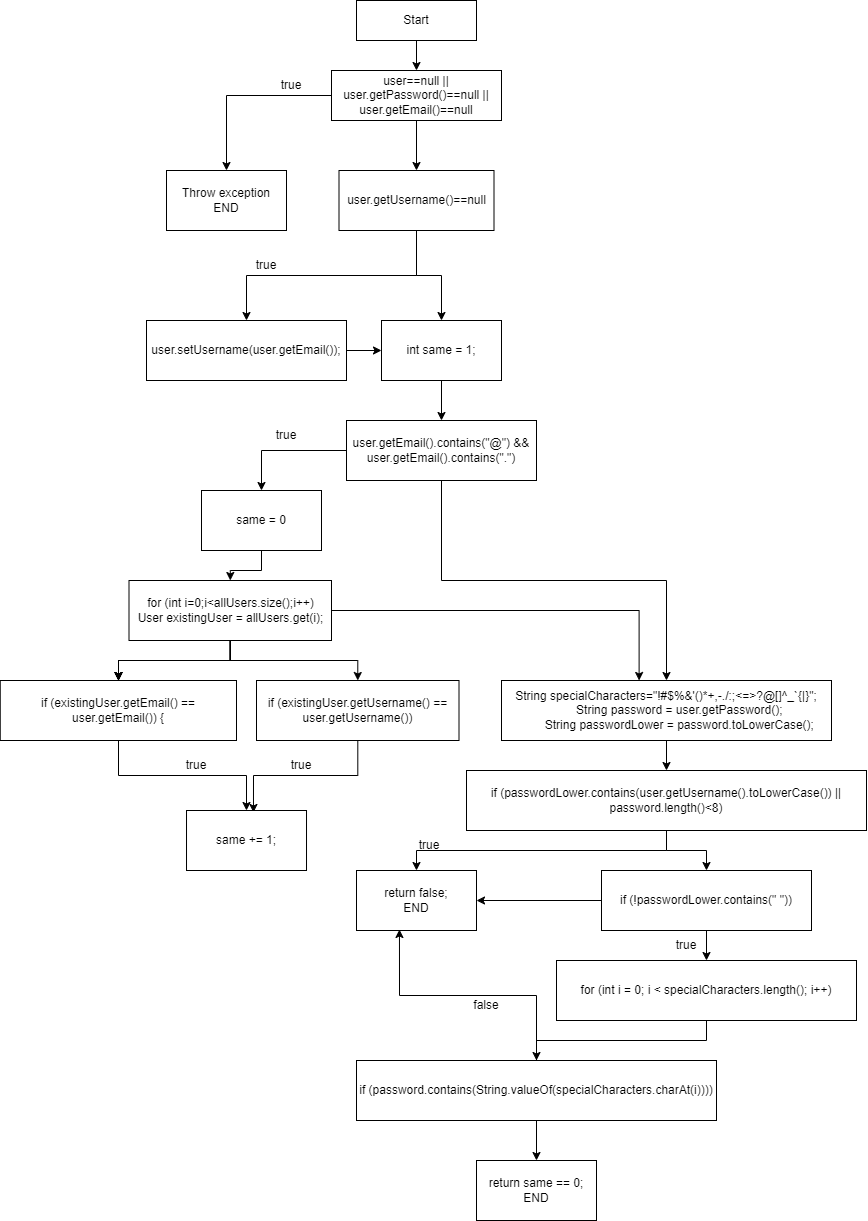 Start
user==null ||
user.getPassword()==null ||
user.getEmail()==null
true
Throw exception
END
user.getUsername()==null
true
user.setUsername(user.getEmail());
int same = 1;
user.getEmail().contains("@") &&
user.getEmail().contains(".")
true
same = 0
for (int i=0;i<allUsers.size();i++)
User existingUser = allUsers.get(i);
if (existingUser.getEmail() ==
user.getEmail()) {
if (existingUser.getUsername() ==
user.getUsername())
String specialCharacters="!#$%&'()*+,-./:;<=>?@[]^_`{|}";
String password = user.getPassword();
String passwordLower = password.toLowerCase();
true
true
same += 1;
if (passwordLower.contains(user.getUsername().toLowerCase()) ||
password.length()<8)
true
return false;
END
if (!passwordLower.contains(" "))
true
for (int i = 0; i < specialCharacters.length(); i++)
false
if (password.contains(String.valueOf(specialCharacters.charAt(i))))
return same == 0;
END